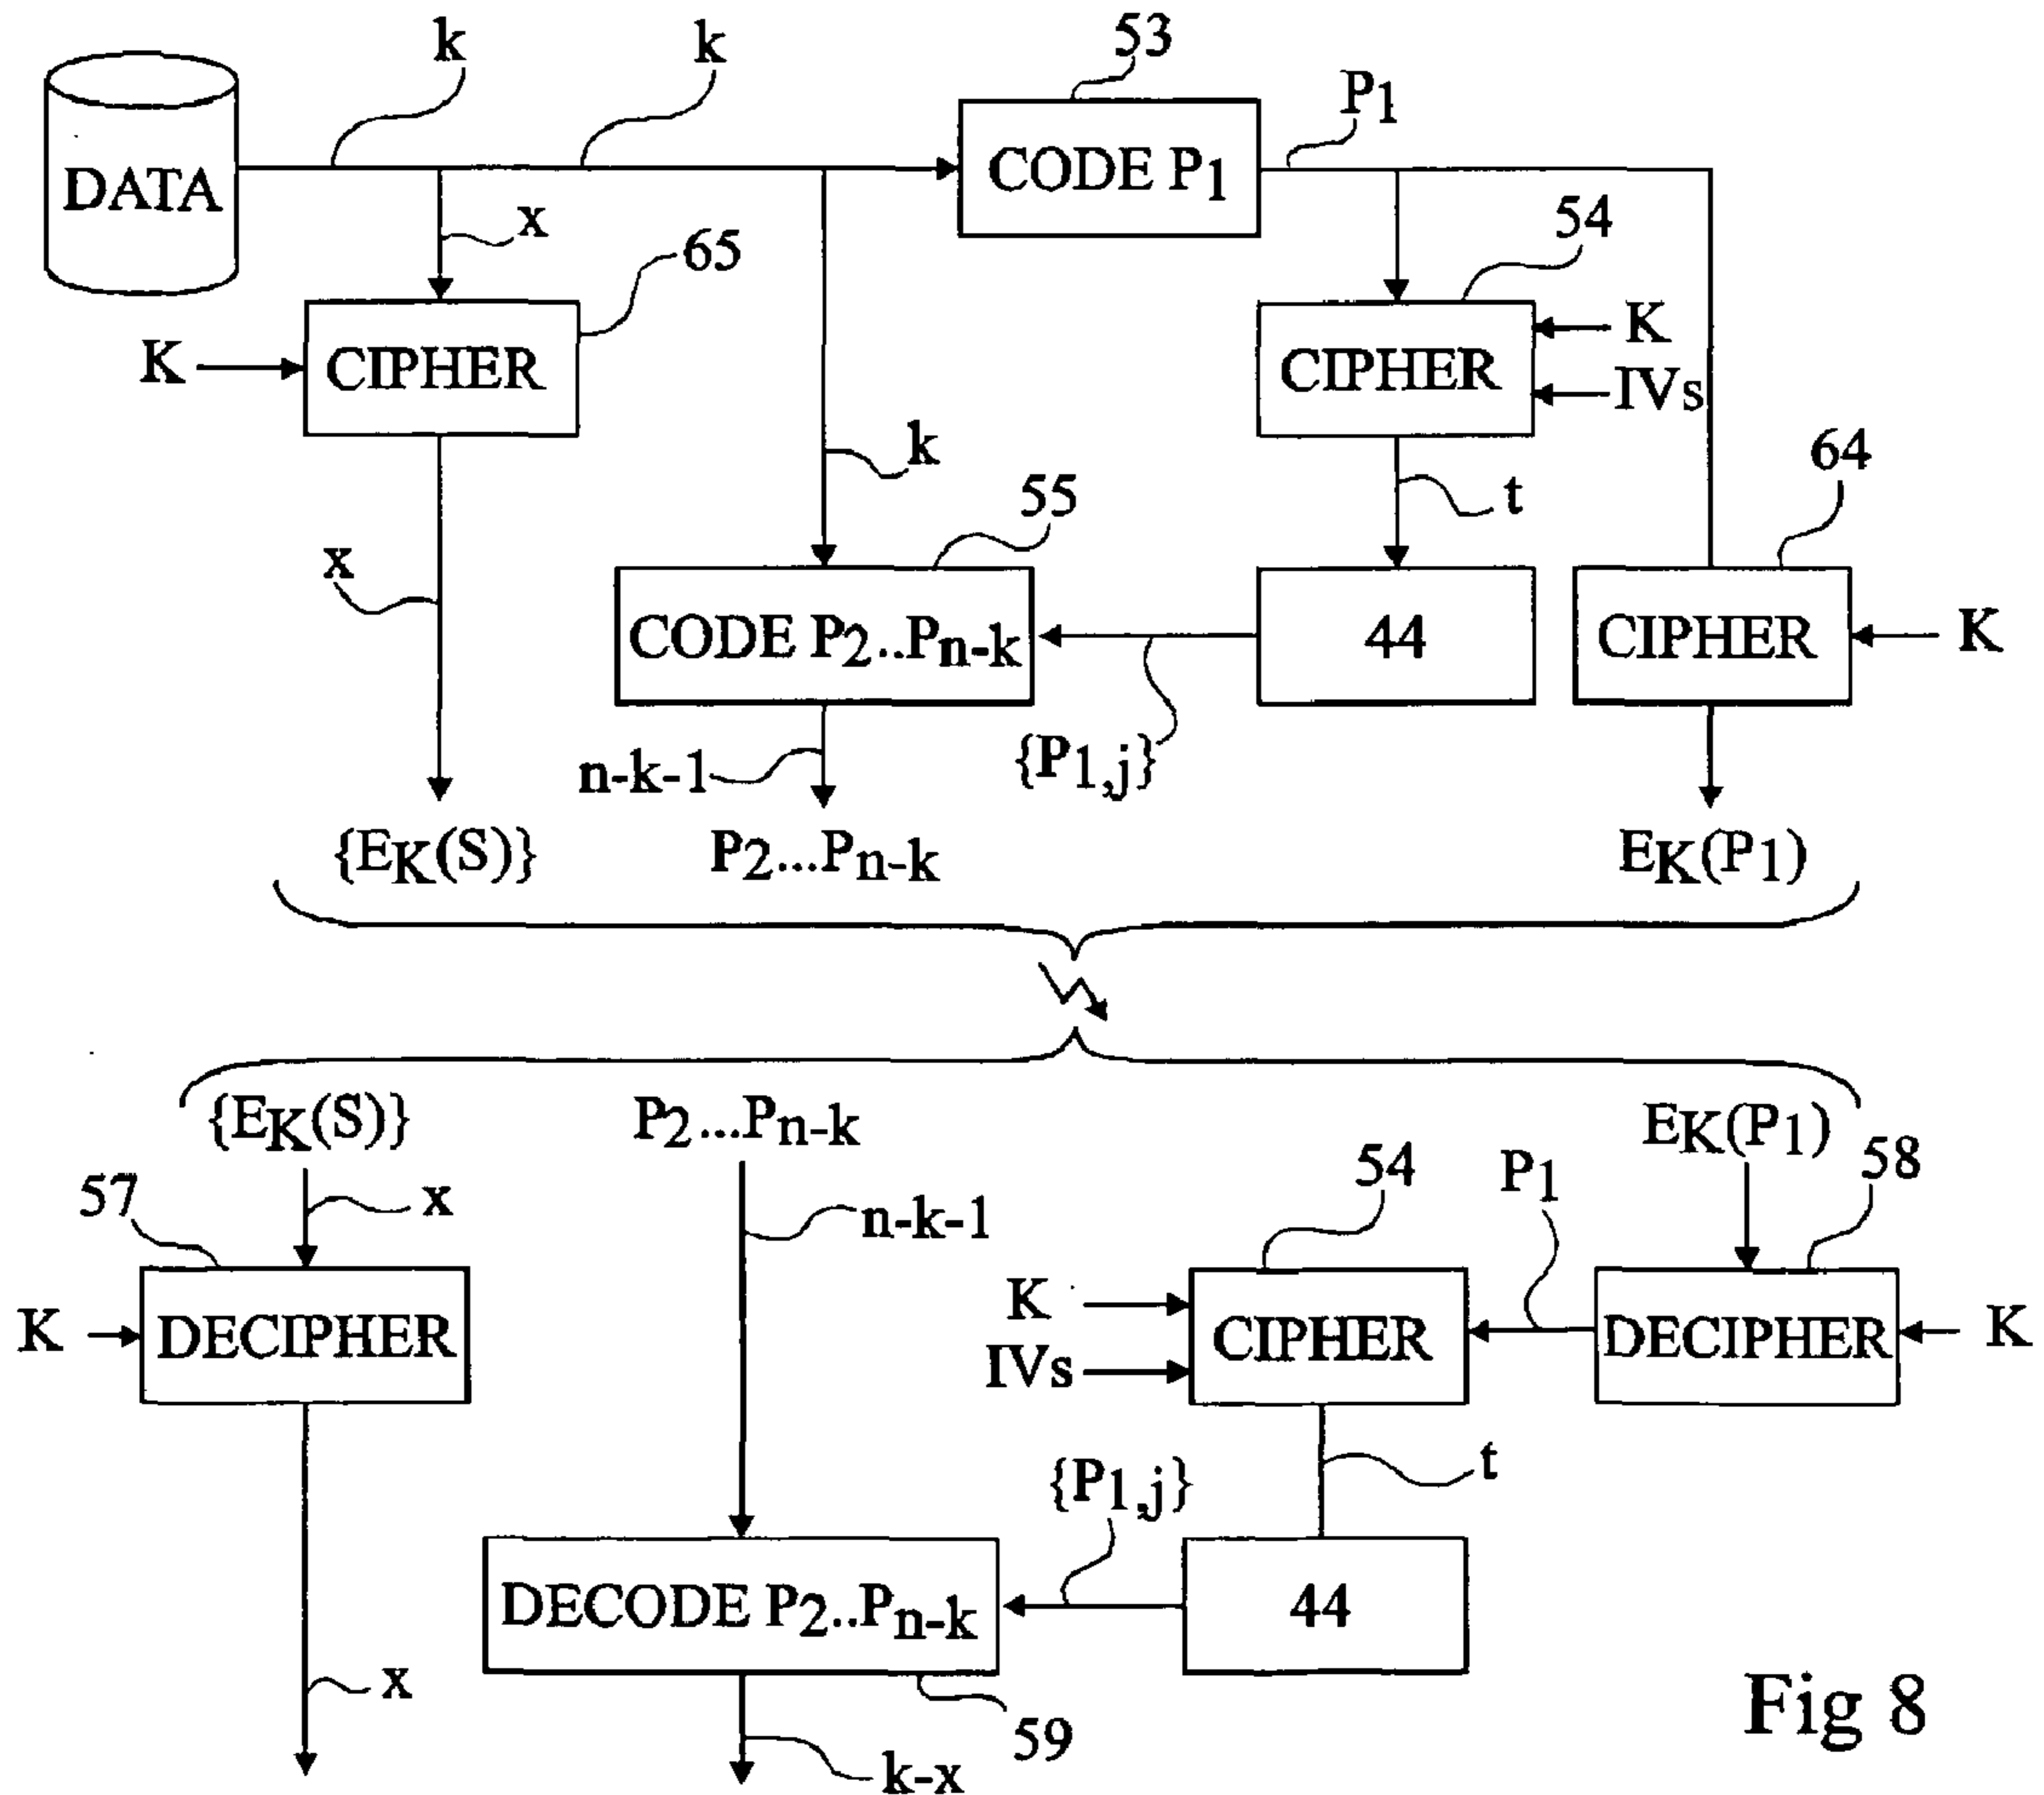 k
k
53
P1
DATA
CODE P1
x
65
54
K
CIPHER
CIPHER
K
IVs
k
64
55
t
x
CODE P2..Pn-k
44
CIPHER
K
n-k-1
{P1,j}
{EK(S)}
P2...Pn-k
EK(P1)
{EK(S)}
P2...Pn-k
EK(P1)
57
x
n-k-1
54
P1
58
K
DECIPHER
K
IVs
CIPHER
DECIPHER
K
{P1,j}
t
DECODE P2..Pn-k
44
x
59
k-x
Fig 8